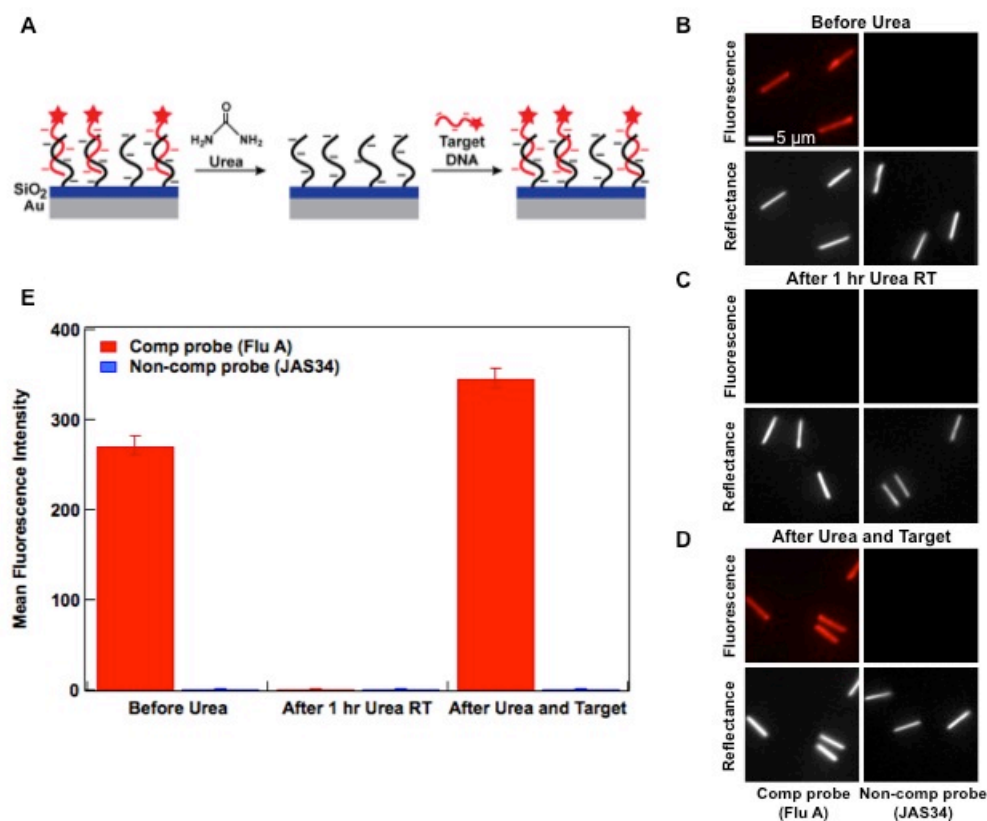 A
H₂N
O
NH₂
Urea
Target
DNA
SiO₂
Au
B
Before Urea
Fluorescence
5 µm
Reflectance
C
After 1 hr Urea RT
Fluorescence
Reflectance
D
After Urea and Target
Fluorescence
Reflectance
Comp probe
(Flu A)
Non-comp probe
(JAS34)
E
Mean Fluorescence Intensity
400
300
200
100
0
Comp probe (Flu A)
Non-comp probe (JAS34)
Before Urea
After 1 hr Urea RT
After Urea and Target